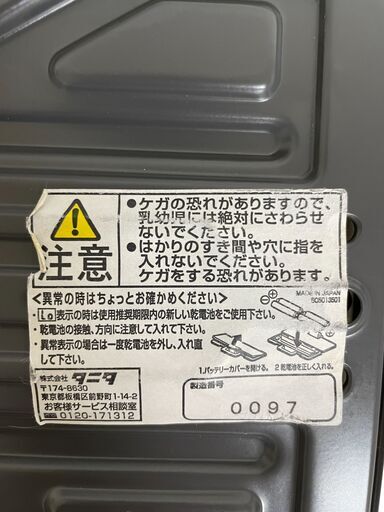 注意
●ケガの恐れがありますので、
乳幼児には絶対にさわらせ
ないでください。
●はかりのすき間や穴に指を
入れないでください。
ケガをする恐れがあります。
<異常の時はちょっとお確かめください>
・Lo表示の時は使用推奨期限内の新しい乾電池をご使用下さい。
・乾電池の接触、方向に注意して入れて下さい。
・異常表示した場合は一度乾電池を外し、入れ直
して下さい。
MADE IN JAPAN
BC5013501
1.バッテリーカバーを開ける。 2 乾電池を正しく入れる。
株式会社 タニタ
〒174-8630
東京都板橋区前野町1-14-2
お客様サービス相談室
0120-171312
製造番号
0097